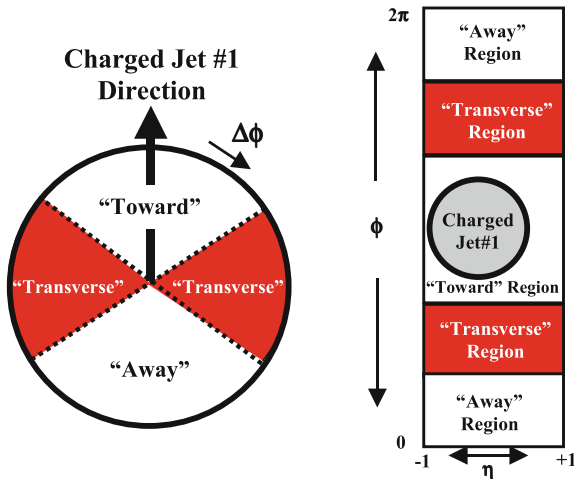 Charged Jet #1
Direction
Δϕ
“Toward”
“Transverse”
“Transverse”
“Away”
2π
“Away”
Region
“Transverse”
Region
ϕ
Charged
Jet#1
“Toward” Region
“Transverse”
Region
“Away”
Region
0
-1
η
+1